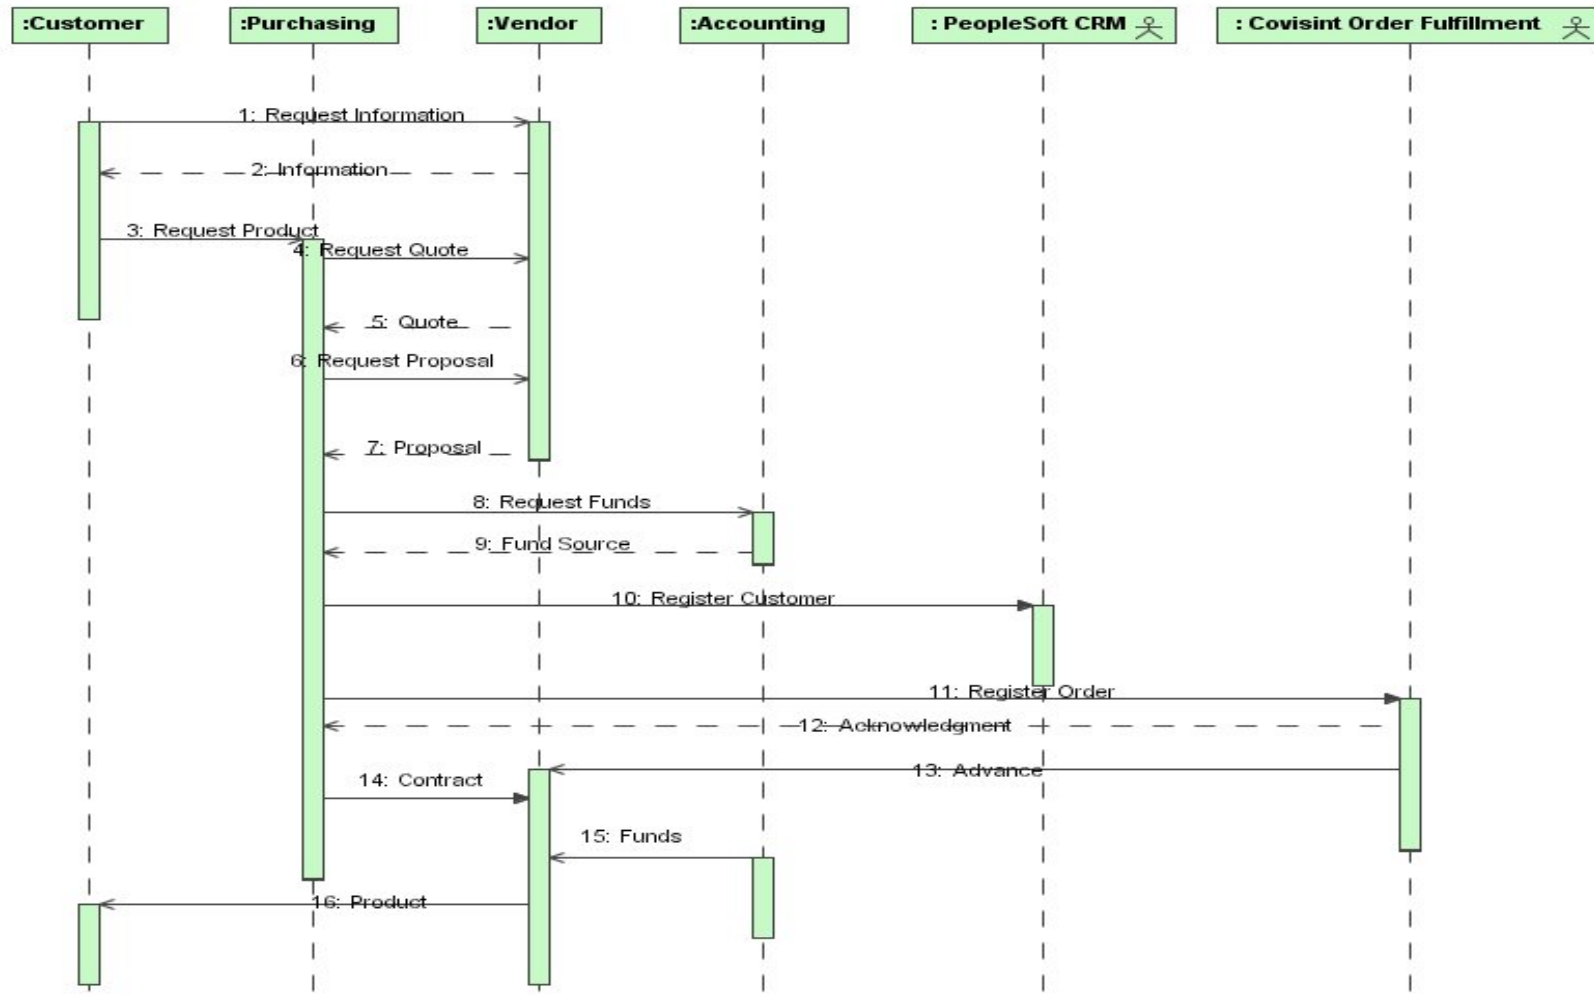 :Customer
:Purchasing
:Vendor
:Accounting
: PeopleSoft CRM
: Covisint Order Fulfillment
1: Request Information
2: Information
3: Request Product
4: Request Quote
5: Quote
6: Request Proposal
7: Proposal
8: Request Funds
9: Fund Source
10: Register Customer
11: Register Order
12: Acknowledgment
13: Advance
14: Contract
15: Funds
16: Product